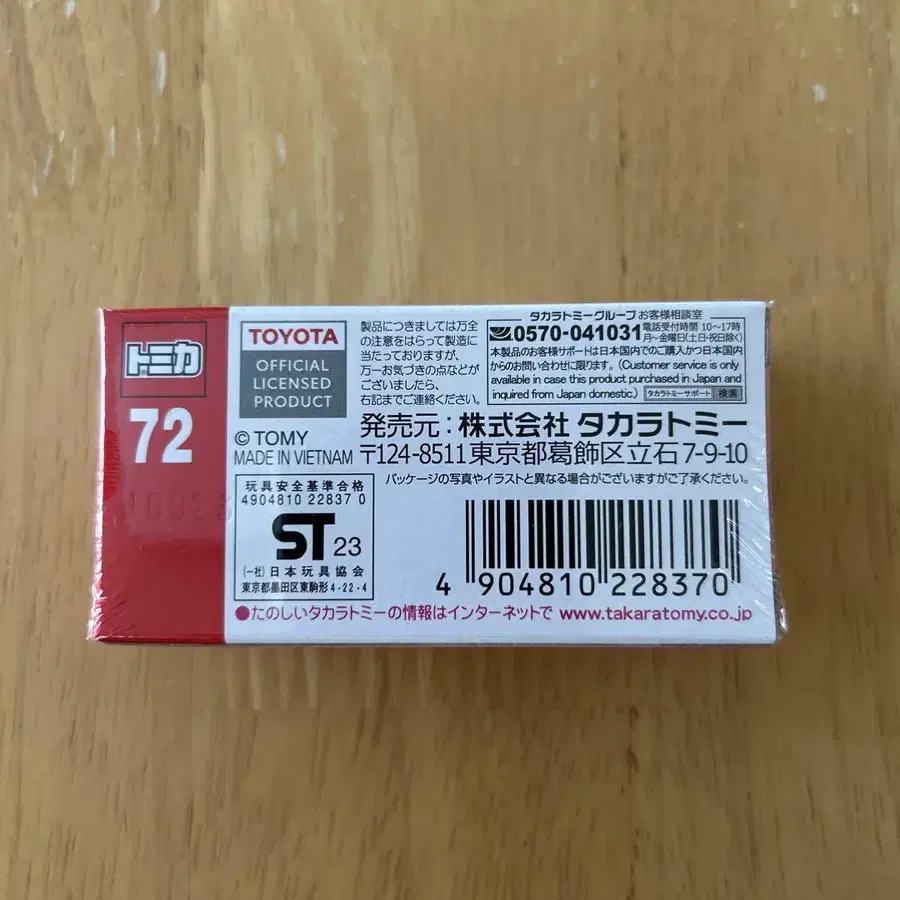 トミカ
72
TOYOTA
OFFICIAL
LICENSED
PRODUCT
© TOMY
MADE IN VIETNAM
製品につきましては万全
の注意をはらって製造に
当たっておりますが、
万一お気づきの点などが
ございましたら、
右記までご連絡ください。
タカラトミーグループ お客様相談室
0570-041031 電話受付時間 10〜17時
月〜金曜日(土日・祝日除く)
本製品のお客様サポートは日本国内でのご購入かつ日本国内
からのお問い合わせに限ります。(Customer service is only
available in case this product purchased in Japan and
inquired from Japan domestic.) タカラトミーサポート 検索
発売元：株式会社 タカラトミー
〒124-8511 東京都葛飾区立石7-9-10
パッケージの写真やイラストと異なる場合がございますがご了承ください。
玩具安全基準合格
4904810 22837 0
ST 23
(一社)日本玩具協会
東京都墨田区東駒形4-22-4
4 904810 228370
●たのしいタカラトミーの情報はインターネットで www.takaratomy.co.jp